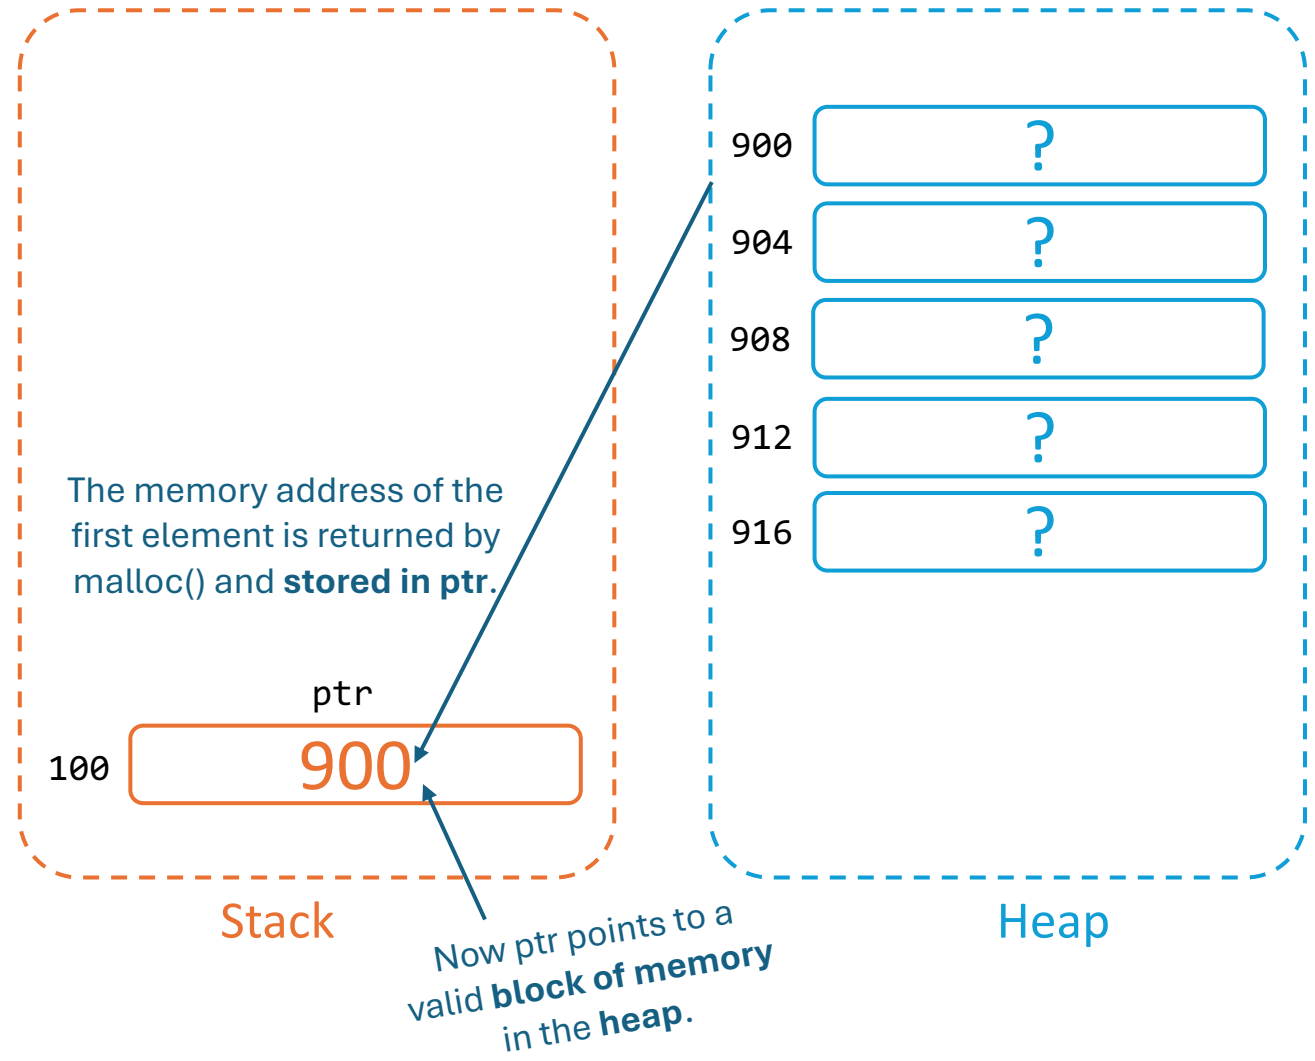 900
?
904
?
908
?
912
?
916
?
The memory address of the
first element is returned by
malloc() and stored in ptr.
ptr
100
900
Stack
Heap
Now ptr points to a
valid block of memory
in the heap.